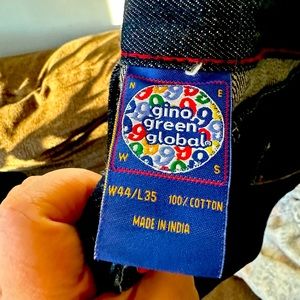 N E
gino
green
global®
W S
W44/L35 100/COTTON
MADE IN INDIA